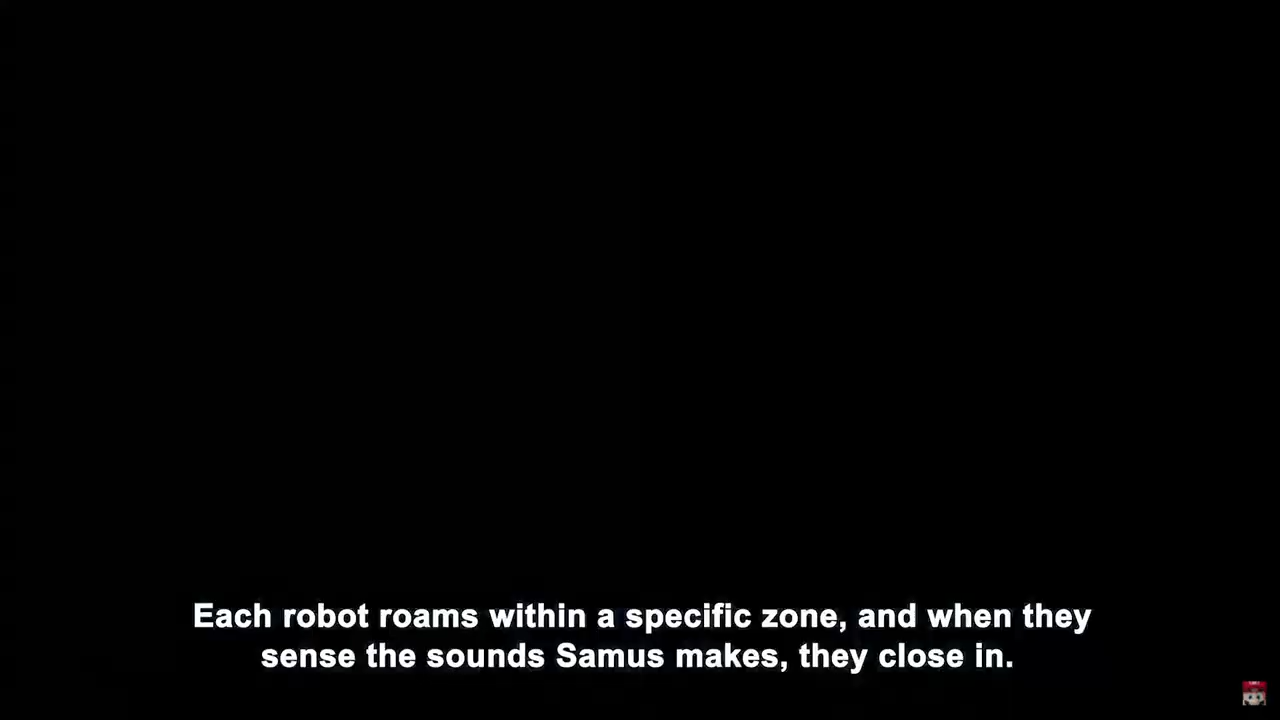 Each robot roams within a specific zone, and when they
sense the sounds Samus makes, they close in.